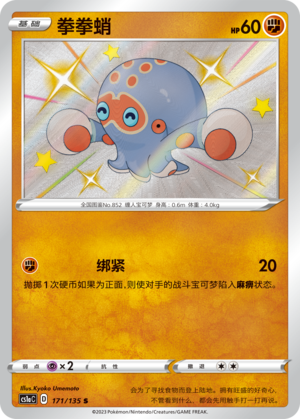 基础 拳拳蛸 HP60
全国图鉴No.852 缠人宝可梦 身高：0.6m 体重：4.0kg
绑紧 20
抛掷1次硬币如果为正面，则使对手的战斗宝可梦陷入麻痹状态。
弱点 ×2 抗性 撤退
Illus. Kyoko Umemoto
CS1a C D 171/135 S
会为了寻找食物而登上陆地。拥有旺盛的好奇心，
不管看到什么，都会先用触手打一打再说。
©2023 Pokémon/Nintendo/Creatures/GAME FREAK.